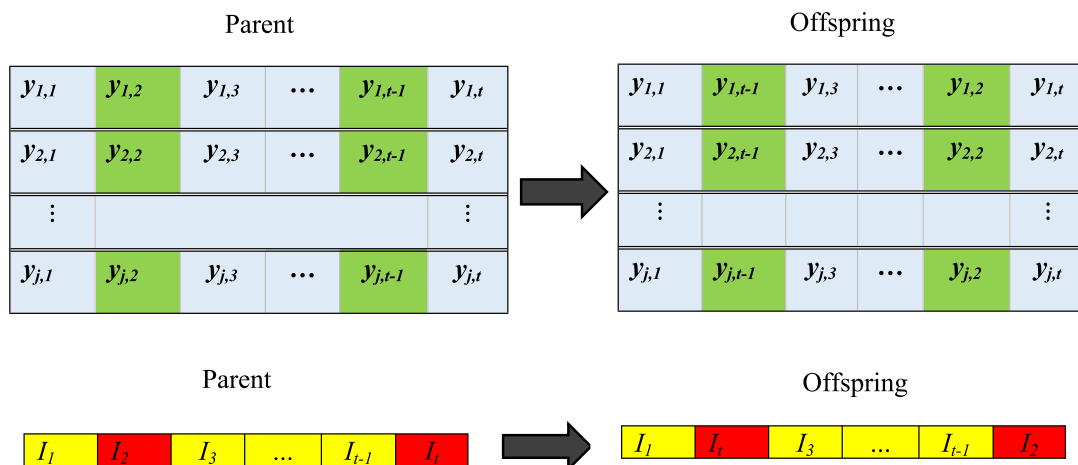 Parent
y1,1 y1,2 y1,3 ... y1,t-1 y1,t
y2,1 y2,2 y2,3 ... y2,t-1 y2,t
⋮ ⋮
yj,1 yj,2 yj,3 ... yj,t-1 yj,t
Offspring
y1,1 y1,t-1 y1,3 ... y1,2 y1,t
y2,1 y2,t-1 y2,3 ... y2,2 y2,t
⋮ ⋮
yj,1 yj,t-1 yj,3 ... yj,2 yj,t
Parent
I1 I2 I3 ... It-1 It
Offspring
I1 It I3 ... It-1 I2